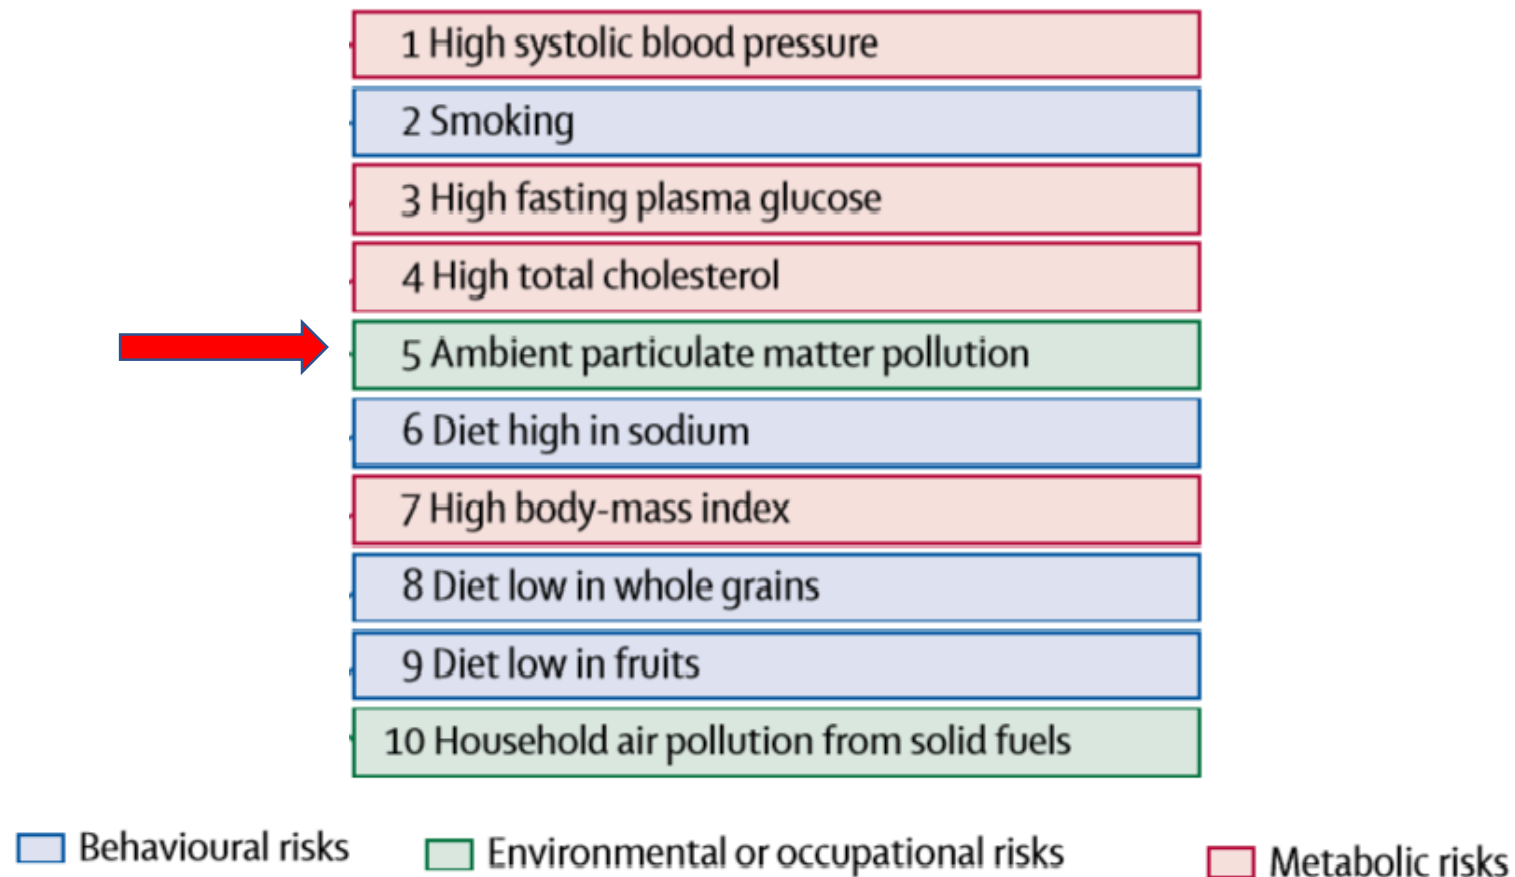 1 High systolic blood pressure
2 Smoking
3 High fasting plasma glucose
4 High total cholesterol
5 Ambient particulate matter pollution
6 Diet high in sodium
7 High body-mass index
8 Diet low in whole grains
9 Diet low in fruits
10 Household air pollution from solid fuels
Behavioural risks
Environmental or occupational risks
Metabolic risks